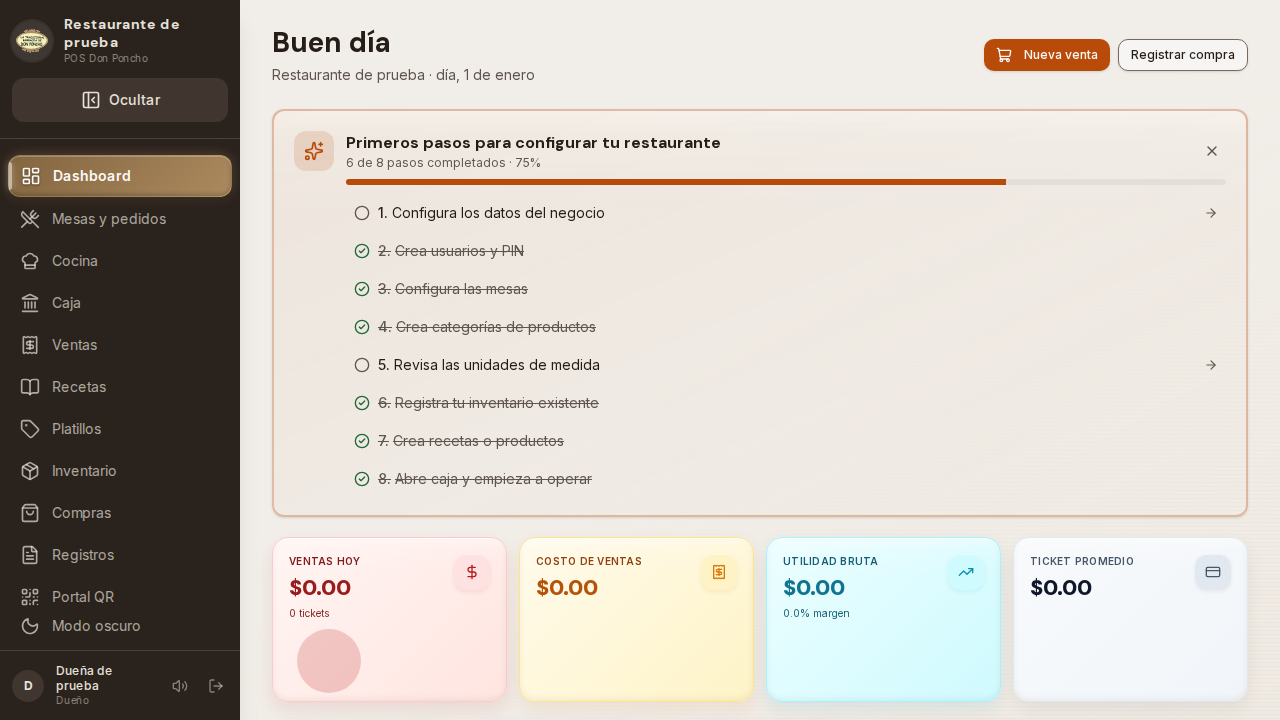 Restaurante de
prueba
POS Don Poncho
Ocultar
Dashboard
Mesas y pedidos
Cocina
Caja
Ventas
Recetas
Platillos
Inventario
Compras
Registros
Portal QR
Modo oscuro
D
Dueña de
prueba
Dueño
Buen día
Restaurante de prueba · día, 1 de enero
Nueva venta
Registrar compra
Primeros pasos para configurar tu restaurante
6 de 8 pasos completados · 75%
1. Configura los datos del negocio
2. Crea usuarios y PIN
3. Configura las mesas
4. Crea categorías de productos
5. Revisa las unidades de medida
6. Registra tu inventario existente
7. Crea recetas o productos
8. Abre caja y empieza a operar
VENTAS HOY
$0.00
0 tickets
COSTO DE VENTAS
$0.00
UTILIDAD BRUTA
$0.00
0.0% margen
TICKET PROMEDIO
$0.00